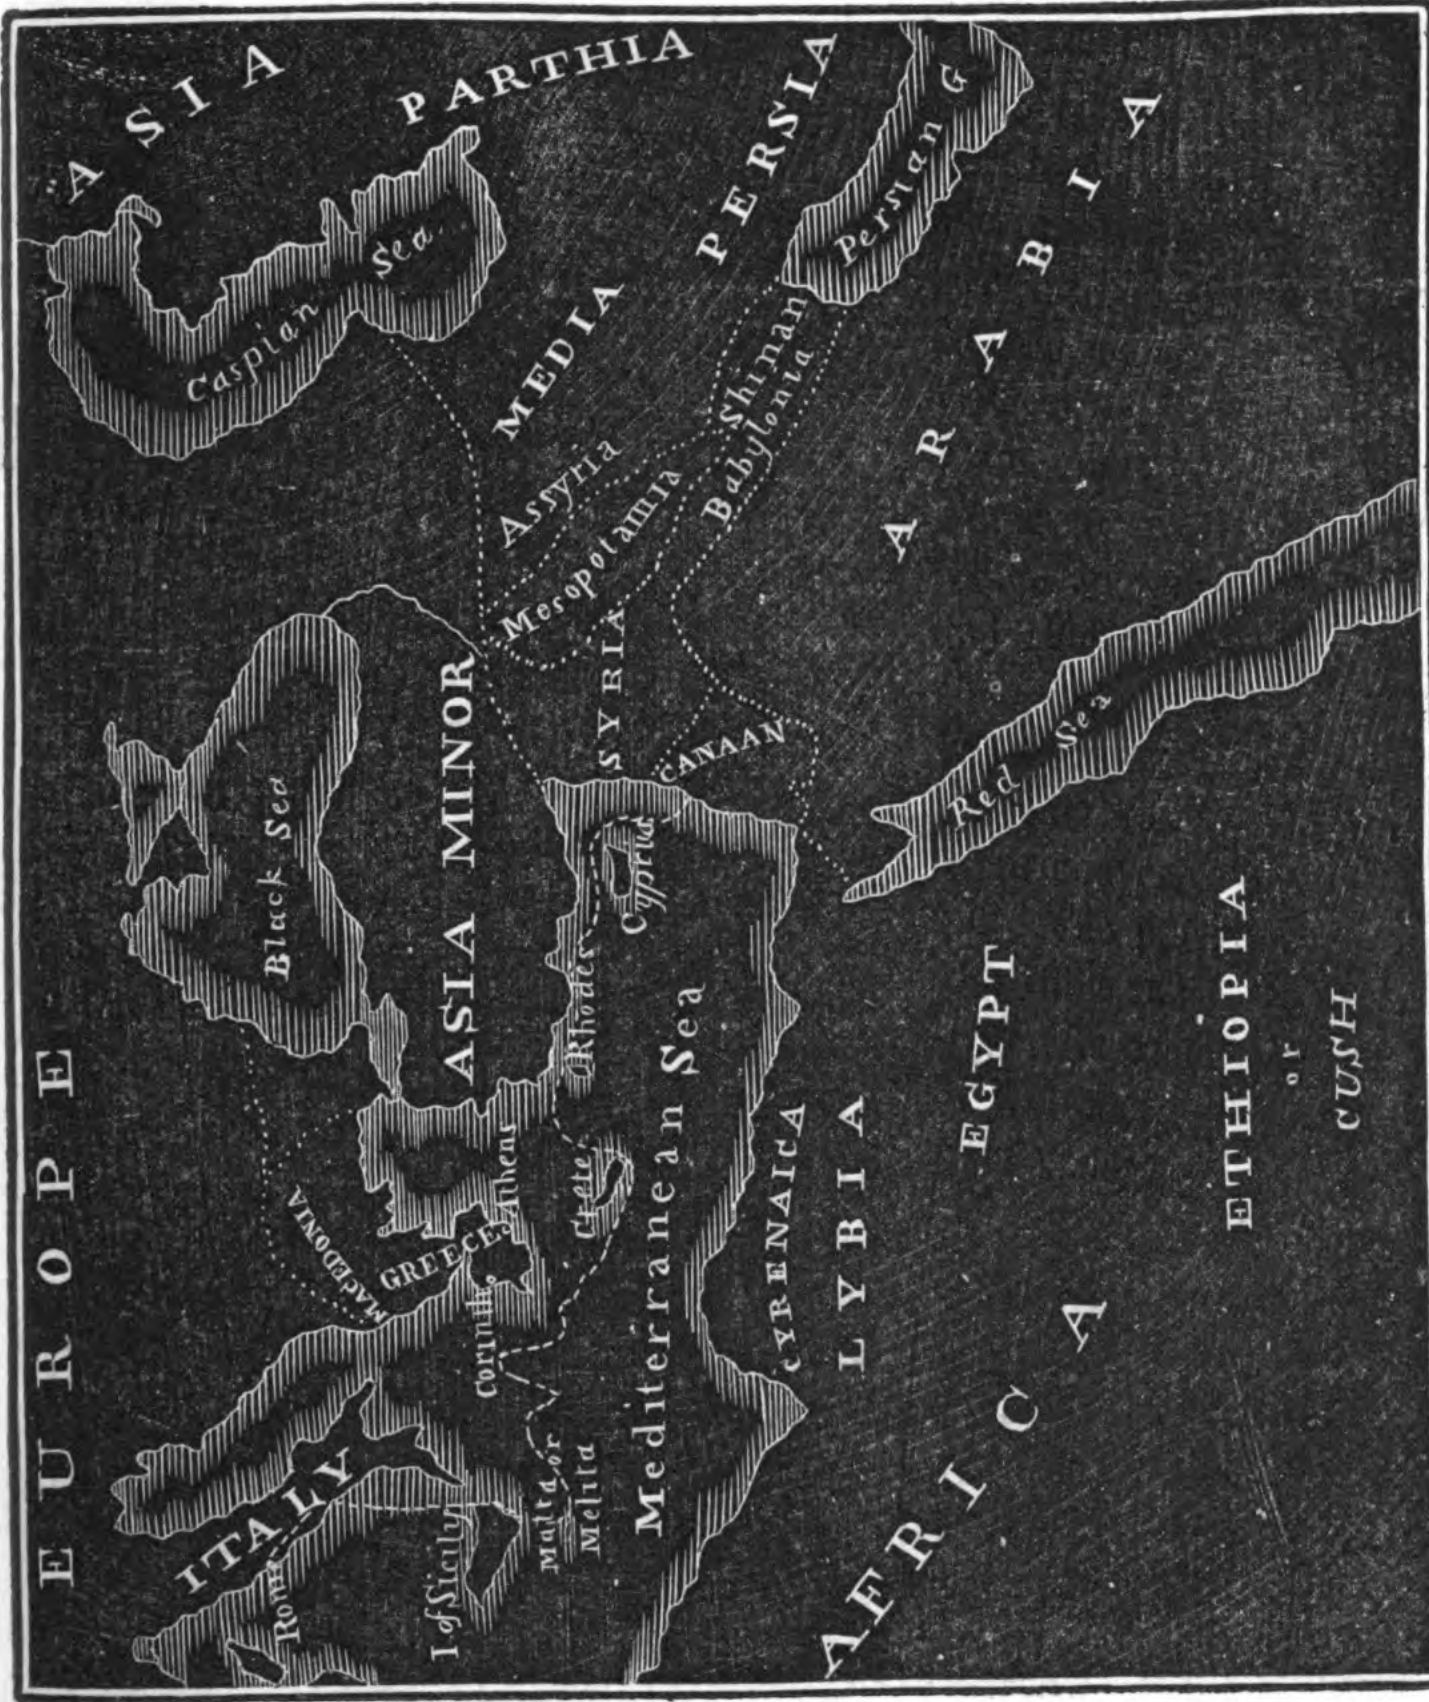 EUROPE
ASIA
PARTHIA
Caspian Sea
Black Sea
ITALY
Rome
MACEDONIA
GREECE
Athens
Corinth
ASIA MINOR
MEDIA
PERSIA
Assyria
Mesopotamia
Shinan
Babylonia
Persian G
SYRIA
CANAAN
ARABIA
I of Sicily
Malta or
Melita
Crete
Rhodes
Cyprus
Mediterranean Sea
CYRENAICA
LYBIA
EGYPT
Red Sea
AFRICA
ETHIOPIA
or
CUSH